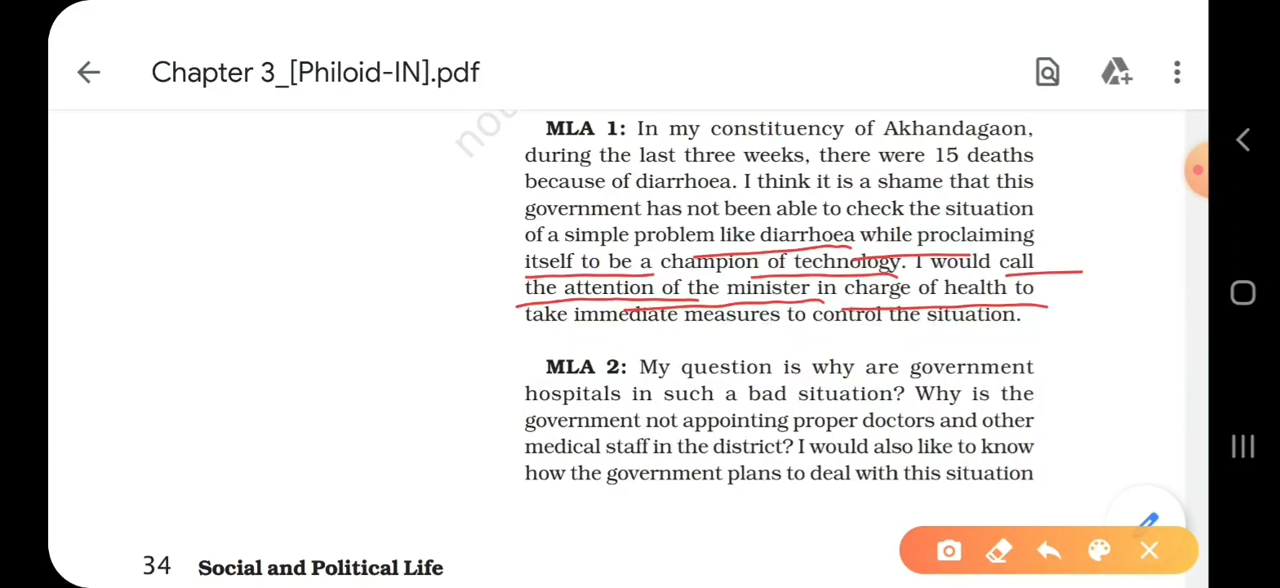 Chapter 3_[Philoid-IN].pdf
MLA 1: In my constituency of Akhandagaon,
during the last three weeks, there were 15 deaths
because of diarrhoea. I think it is a shame that this
government has not been able to check the situation
of a simple problem like diarrhoea while proclaiming
itself to be a champion of technology. I would call
the attention of the minister in charge of health to
take immediate measures to control the situation.
MLA 2: My question is why are government
hospitals in such a bad situation? Why is the
government not appointing proper doctors and other
medical staff in the district? I would also like to know
how the government plans to deal with this situation
34 Social and Political Life